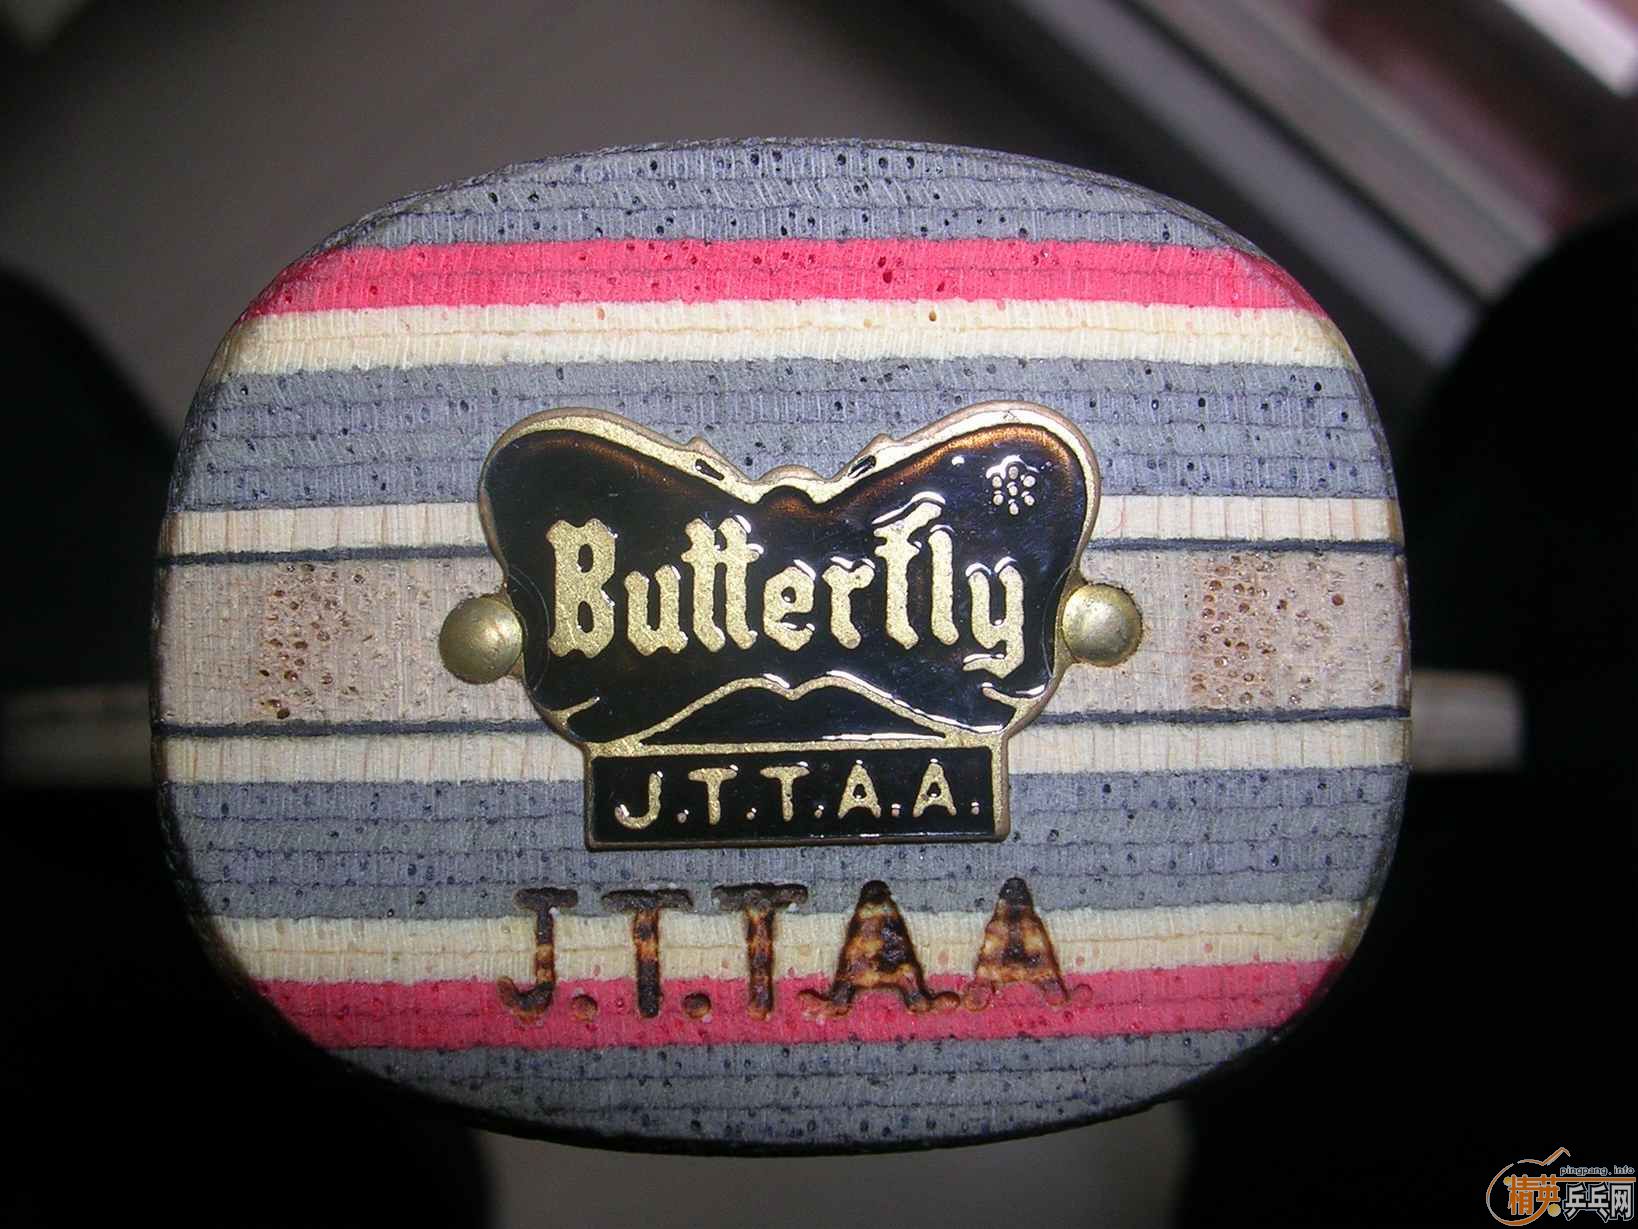 Butterfly
J.T.T.A.A.
J.T.T.A.A
pingpang.info
精英乒乓网